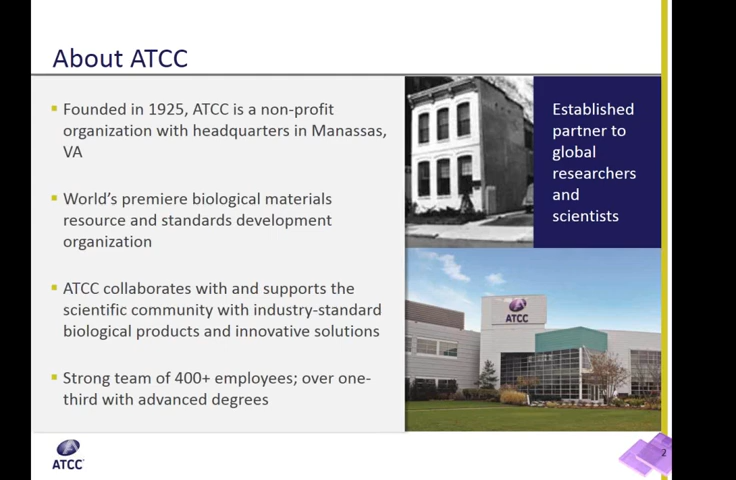 About ATCC
Founded in 1925, ATCC is a non-profit
organization with headquarters in Manassas,
VA
World's premiere biological materials
resource and standards development
organization
ATCC collaborates with and supports the
scientific community with industry-standard
biological products and innovative solutions
Strong team of 400+ employees; over one-
third with advanced degrees
Established
partner to
global
researchers
and
scientists
ATCC
ATCC
2